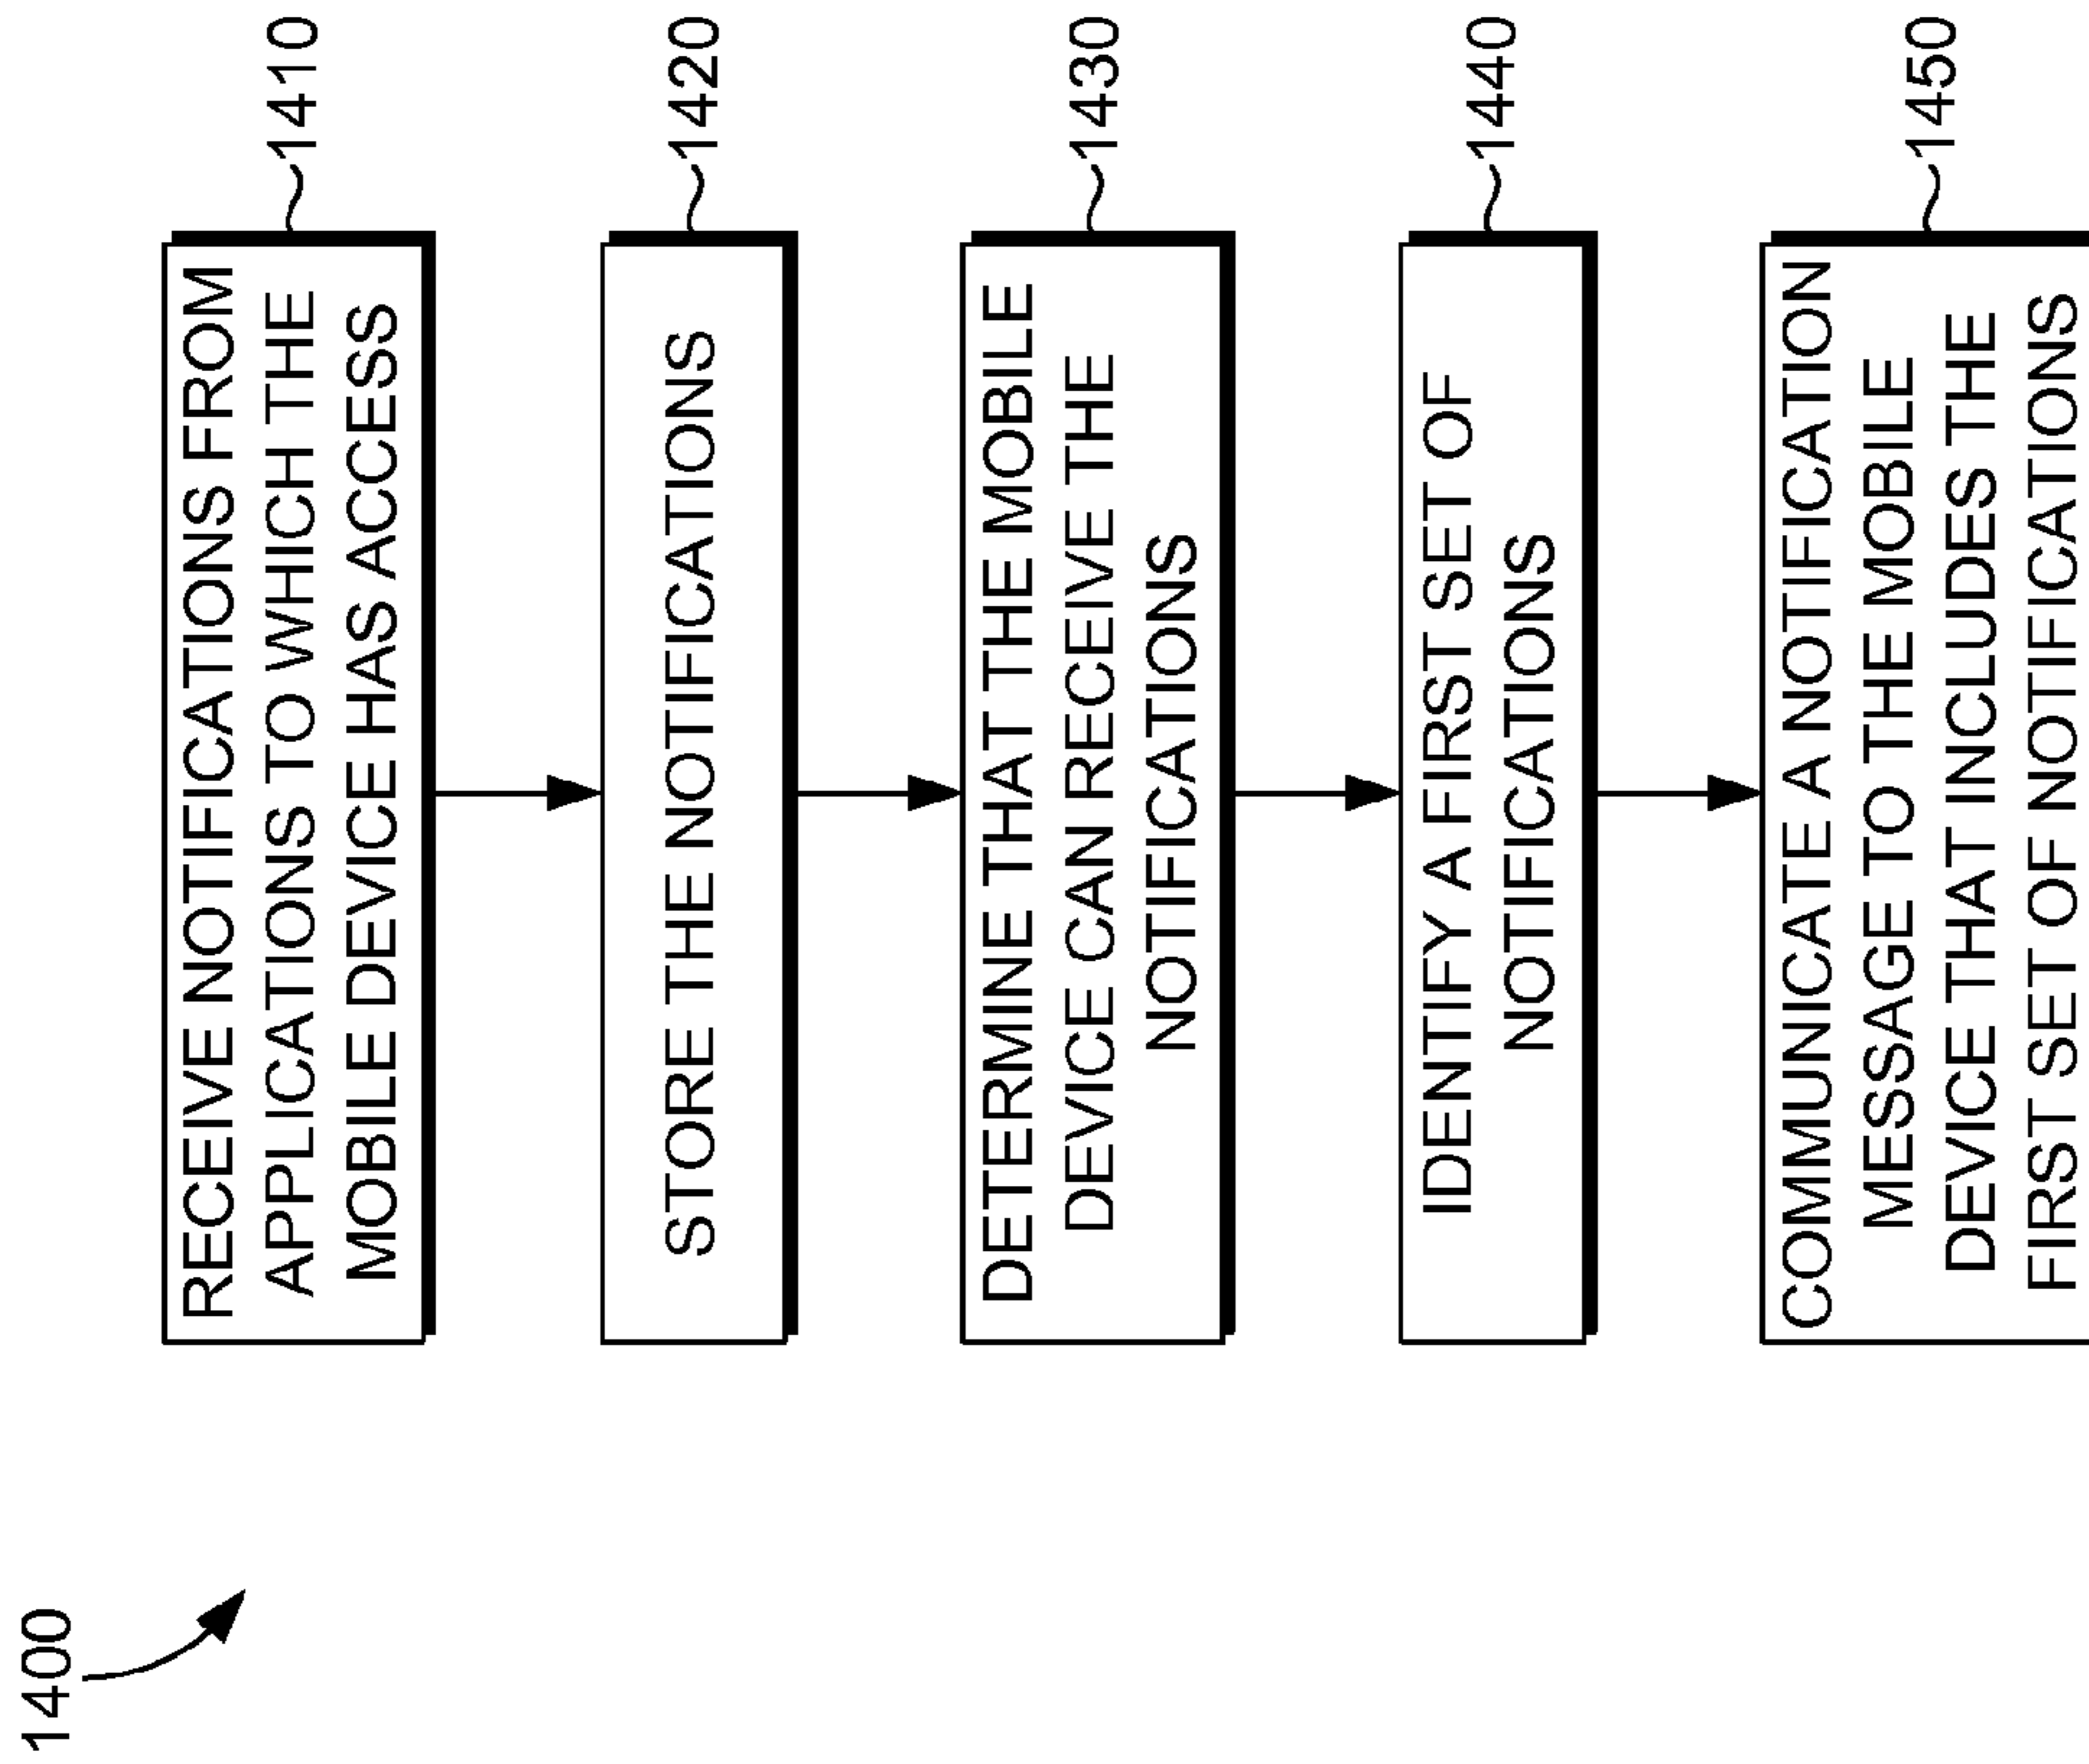 1400
RECEIVE NOTIFICATIONS FROM
APPLICATIONS TO WHICH THE
MOBILE DEVICE HAS ACCESS
1410
STORE THE NOTIFICATIONS
1420
DETERMINE THAT THE MOBILE
DEVICE CAN RECEIVE THE
NOTIFICATIONS
1430
IDENTIFY A FIRST SET OF
NOTIFICATIONS
1440
COMMUNICATE A NOTIFICATION
MESSAGE TO THE MOBILE
DEVICE THAT INCLUDES THE
FIRST SET OF NOTIFICATIONS
1450